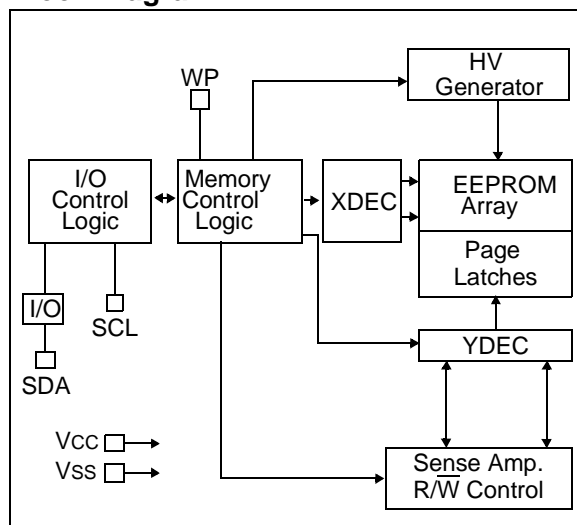 WP
HV
Generator
I/O
Control
Logic
Memory
Control
Logic
XDEC
EEPROM
Array
Page
Latches
I/O
SCL
SDA
YDEC
VCC
VSS
Sense Amp.
R/W̅ Control